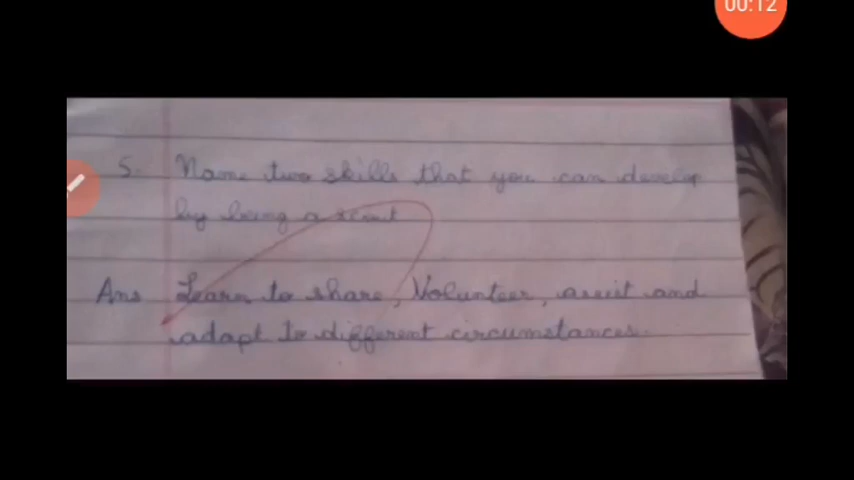 00:12
5. Name two skills that you can develop
by being a scout
Ans Learn to share, Volunteer, assist and
adapt to different circumstances.